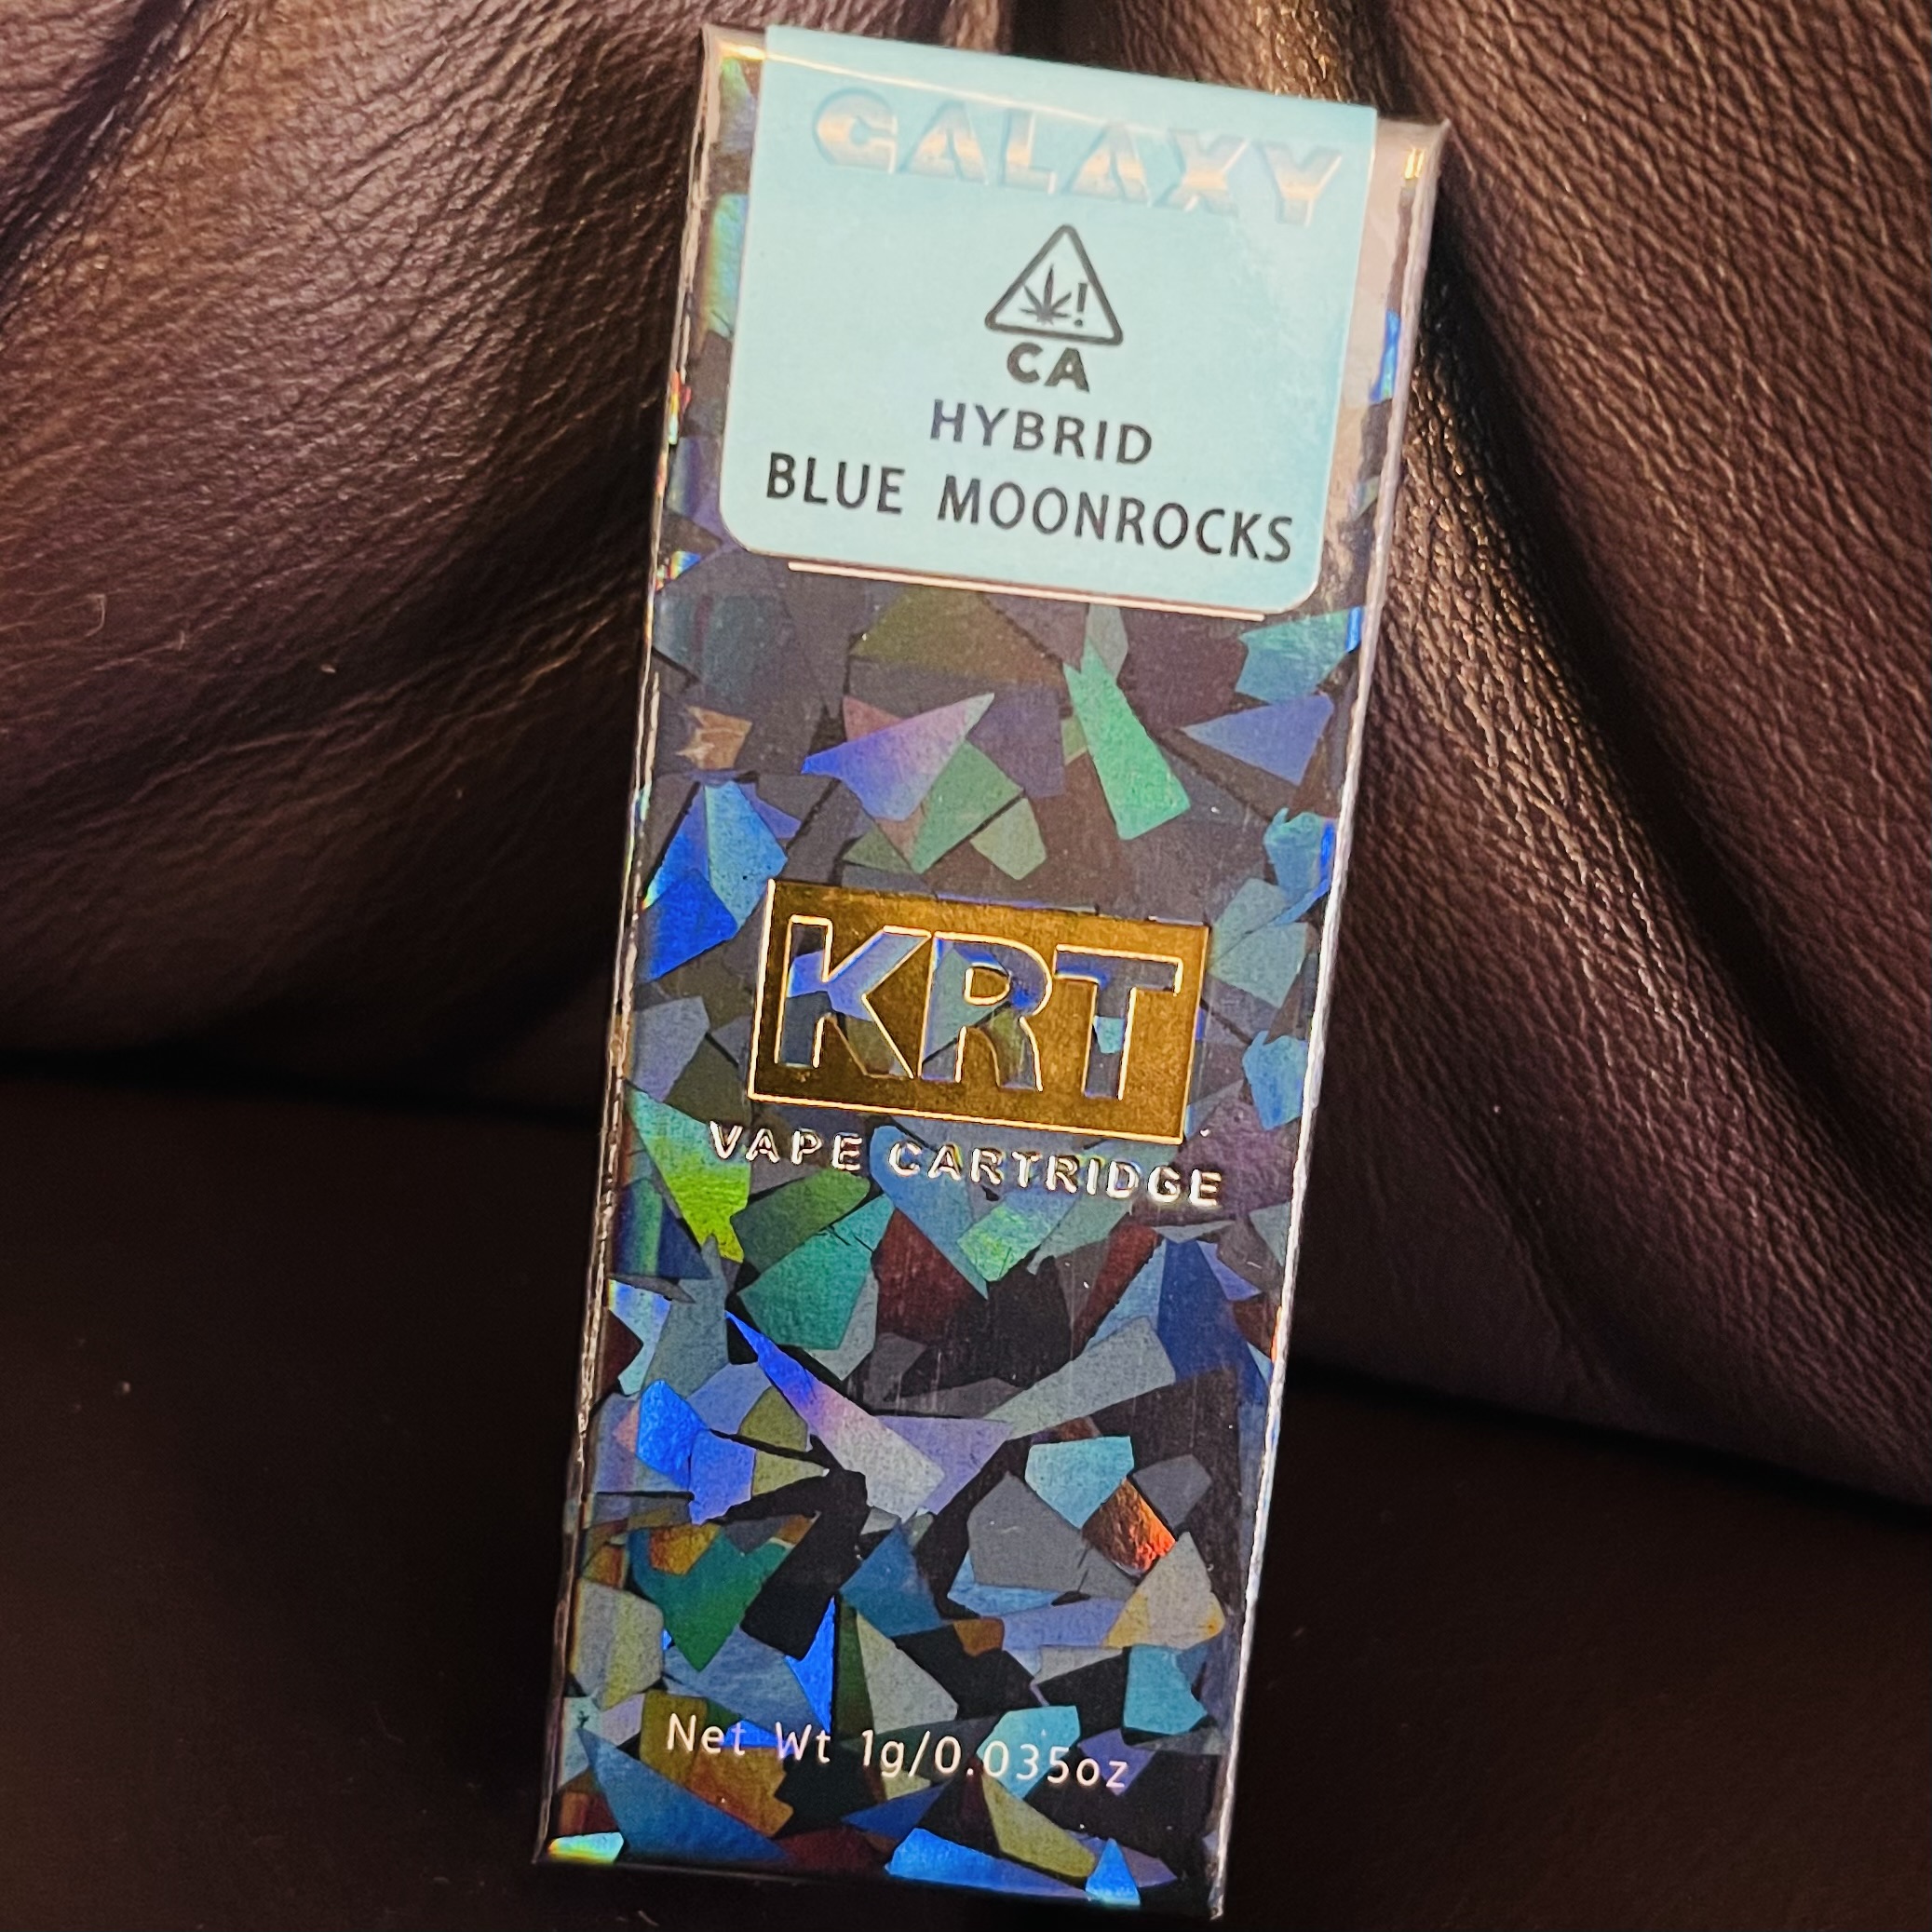 GALAXY
CA
HYBRID
BLUE MOONROCKS
KRT
VAPE CARTRIDGE
Net Wt 1g/0.035oz